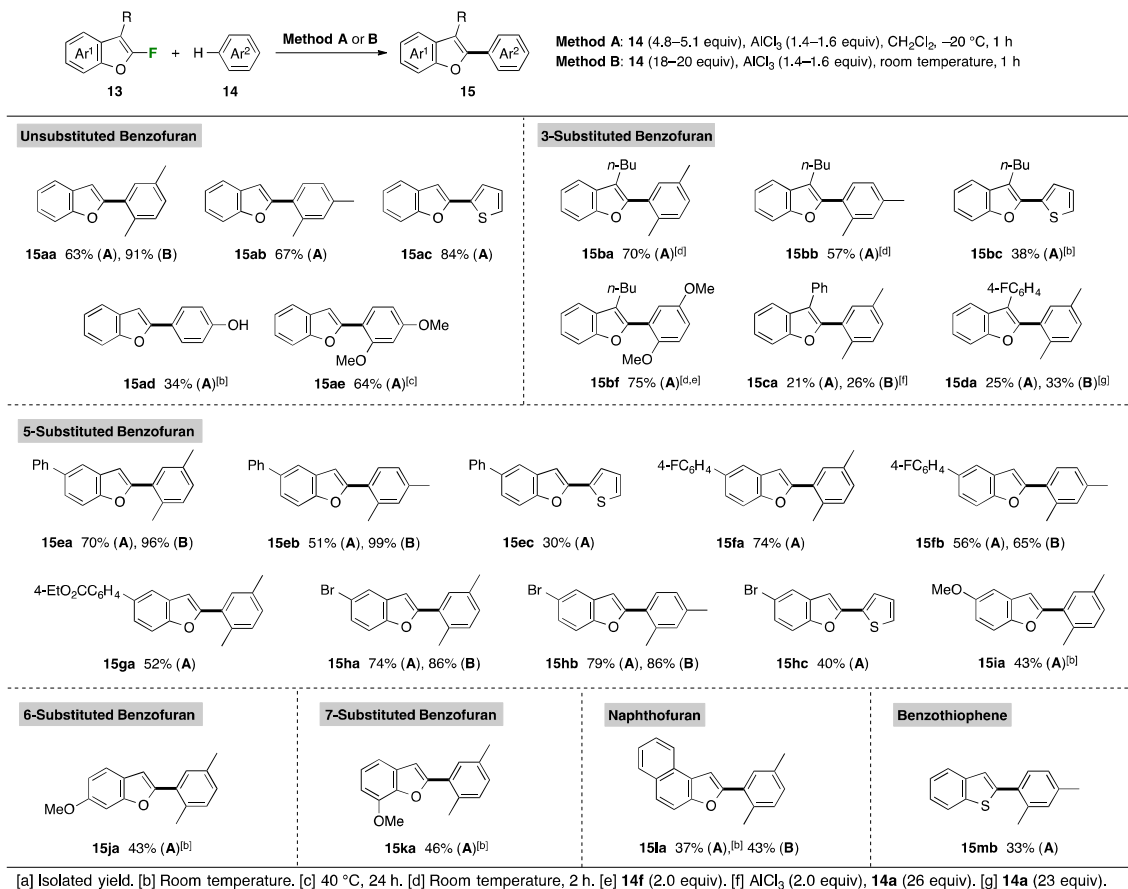 R
Ar1
O
F
13
+
H
Ar2
14
Method A or B
R
Ar1
O
Ar2
15
Method A: 14 (4.8–5.1 equiv), AlCl3 (1.4–1.6 equiv), CH2Cl2, –20 °C, 1 h
Method B: 14 (18–20 equiv), AlCl3 (1.4–1.6 equiv), room temperature, 1 h
Unsubstituted Benzofuran
O
15aa 63% (A), 91% (B)
O
15ab 67% (A)
O
S
15ac 84% (A)
O
OH
15ad 34% (A)[b]
O
MeO
OMe
15ae 64% (A)[c]
3-Substituted Benzofuran
n-Bu
O
15ba 70% (A)[d]
n-Bu
O
15bb 57% (A)[d]
n-Bu
O
S
15bc 38% (A)[b]
n-Bu
OMe
O
MeO
15bf 75% (A)[d,e]
Ph
O
15ca 21% (A), 26% (B)[f]
4-FC6H4
O
15da 25% (A), 33% (B)[g]
5-Substituted Benzofuran
Ph
O
15ea 70% (A), 96% (B)
Ph
O
15eb 51% (A), 99% (B)
Ph
O
S
15ec 30% (A)
4-FC6H4
O
15fa 74% (A)
4-FC6H4
O
15fb 56% (A), 65% (B)
4-EtO2CC6H4
O
15ga 52% (A)
Br
O
15ha 74% (A), 86% (B)
Br
O
15hb 79% (A), 86% (B)
Br
O
S
15hc 40% (A)
MeO
O
15ia 43% (A)[b]
6-Substituted Benzofuran
MeO
O
15ja 43% (A)[b]
7-Substituted Benzofuran
O
OMe
15ka 46% (A)[b]
Naphthofuran
O
15la 37% (A),[b] 43% (B)
Benzothiophene
S
15mb 33% (A)
[a] Isolated yield. [b] Room temperature. [c] 40 °C, 24 h. [d] Room temperature, 2 h. [e] 14f (2.0 equiv). [f] AlCl3 (2.0 equiv), 14a (26 equiv). [g] 14a (23 equiv).